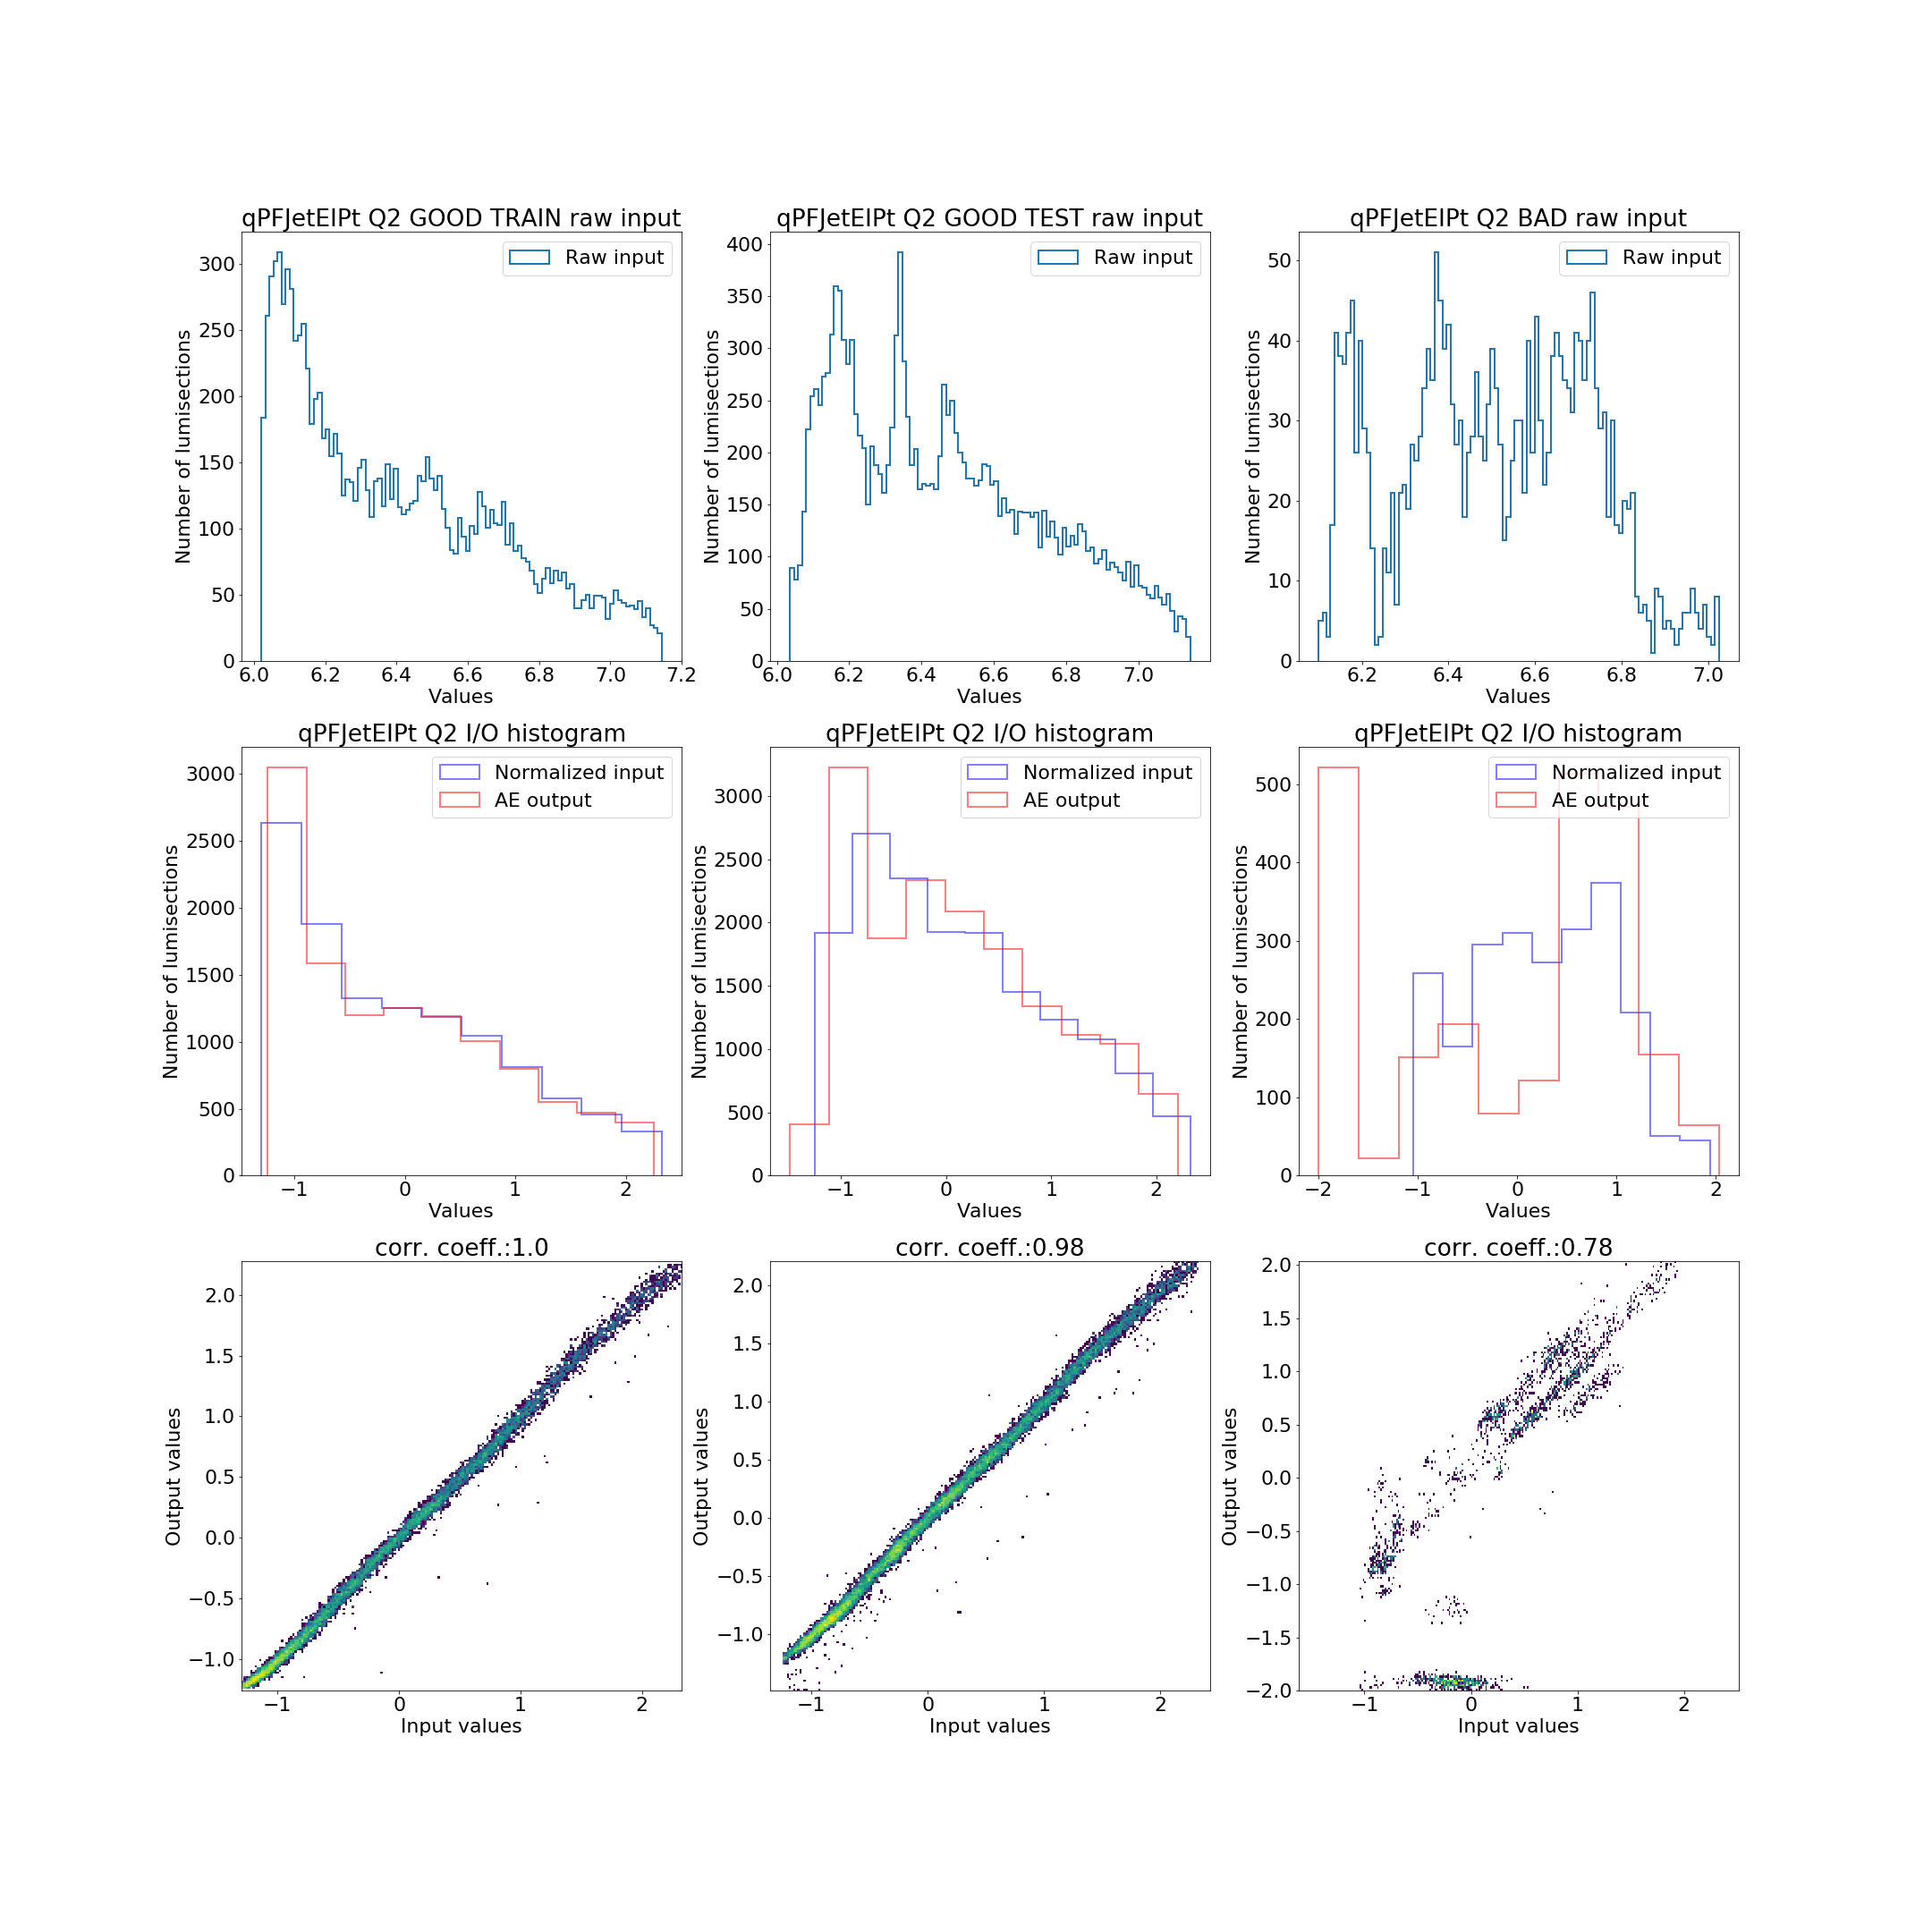 qPFJetEIPt Q2 GOOD TRAIN raw input
Raw input
300
250
200
150
100
50
0
6.0 6.2 6.4 6.6 6.8 7.0 7.2
Values
Number of lumisections
qPFJetEIPt Q2 GOOD TEST raw input
Raw input
400
350
300
250
200
150
100
50
0
6.0 6.2 6.4 6.6 6.8 7.0
Values
Number of lumisections
qPFJetEIPt Q2 BAD raw input
Raw input
50
40
30
20
10
0
6.2 6.4 6.6 6.8 7.0
Values
Number of lumisections
qPFJetEIPt Q2 I/O histogram
Normalized input
AE output
3000
2500
2000
1500
1000
500
0
−1 0 1 2
Values
Number of lumisections
qPFJetEIPt Q2 I/O histogram
Normalized input
AE output
3000
2500
2000
1500
1000
500
0
−1 0 1 2
Values
Number of lumisections
qPFJetEIPt Q2 I/O histogram
Normalized input
AE output
500
400
300
200
100
0
−2 −1 0 1 2
Values
Number of lumisections
corr. coeff.:1.0
2.0
1.5
1.0
0.5
0.0
−0.5
−1.0
−1 0 1 2
Input values
Output values
corr. coeff.:0.98
2.0
1.5
1.0
0.5
0.0
−0.5
−1.0
−1 0 1 2
Input values
Output values
corr. coeff.:0.78
2.0
1.5
1.0
0.5
0.0
−0.5
−1.0
−1.5
−2.0
−1 0 1 2
Input values
Output values